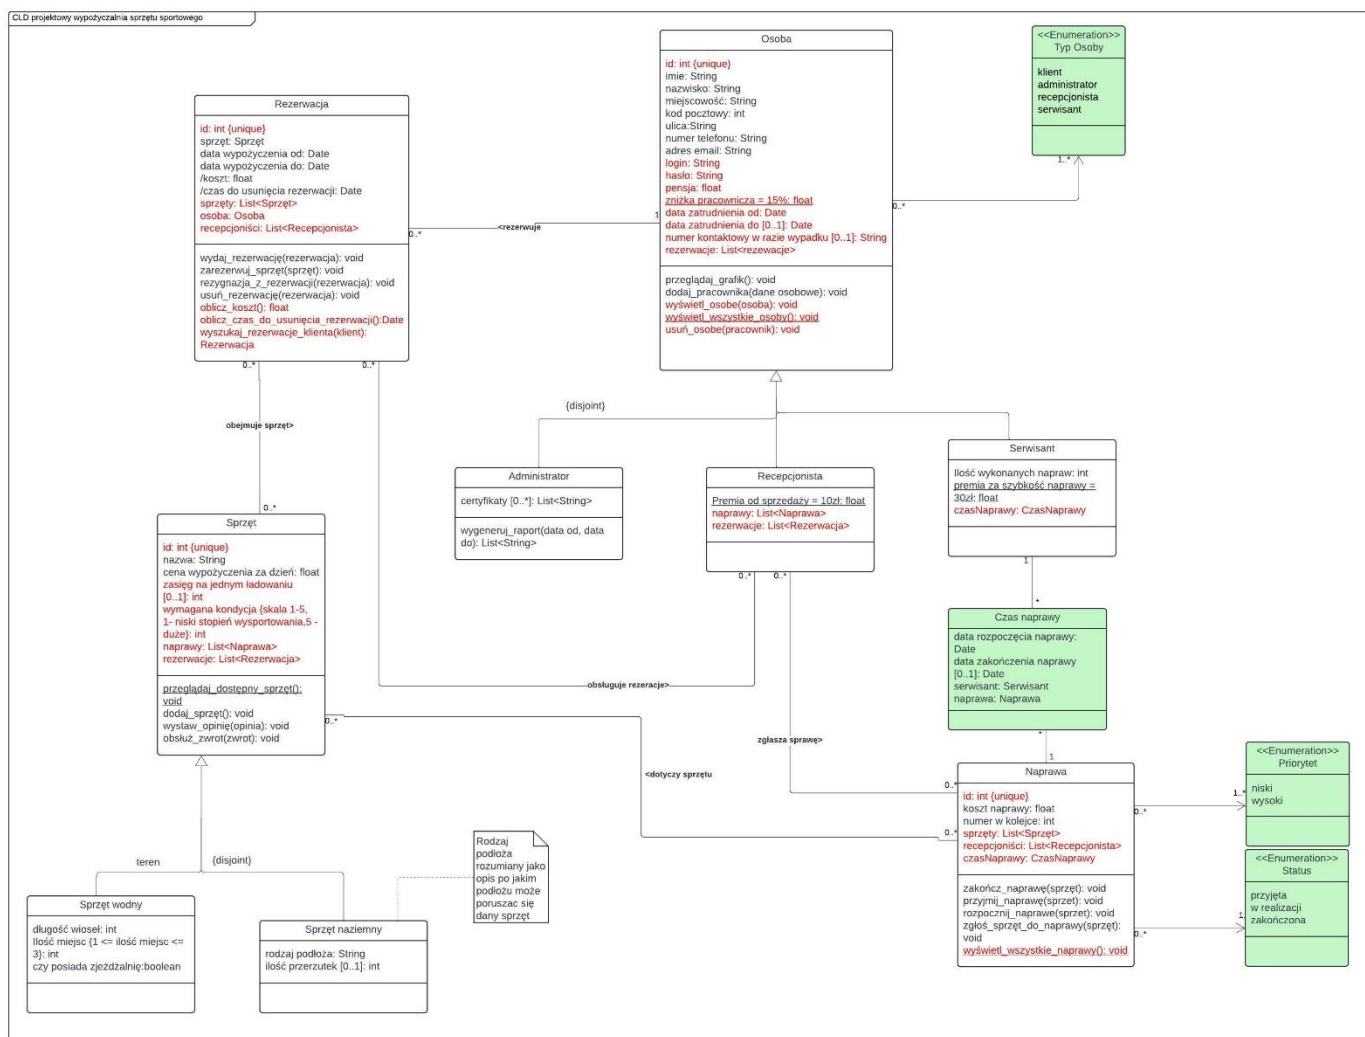 CLD projektowy wypożyczalnia sprzętu sportowego
Osoba
id: int {unique}
imie: String
nazwisko: String
miejscowość: String
kod pocztowy: int
ulica:String
numer telefonu: String
adres email: String
login: String
hasło: String
pensja: float
zniżka pracownicza = 15%: float
data zatrudnienia od: Date
data zatrudnienia do [0..1]: Date
numer kontaktowy w razie wypadku [0..1]: String
rezerwacje: List<rezewacje>
przeglądaj_grafik(): void
dodaj_pracownika(dane osobowe): void
wyświetl_osobe(osoba): void
wyświetl_wszystkie_osoby(): void
usuń_osobe(pracownik): void
<<Enumeration>>
Typ Osoby
klient
administrator
recepcjonista
serwisant
1..*
0..*
Rezerwacja
id: int {unique}
sprzęt: Sprzęt
data wypożyczenia od: Date
data wypożyczenia do: Date
/koszt: float
/czas do usunięcia rezerwacji: Date
sprzęty: List<Sprzęt>
osoba: Osoba
recepcjoniści: List<Recepcjonista>
wydaj_rezerwację(rezerwacja): void
zarezerwuj_sprzęt(sprzęt): void
rezygnazja_z_rezerwacji(rezerwacja): void
usuń_rezerwację(rezerwacja): void
oblicz_koszt(): float
oblicz_czas_do_usunięcia_rezerwacji():Date
wyszukaj_rezerwacje_klienta(klient):
Rezerwacja
0..*
<rezerwuje
1
0..*
0..*
obejmuje sprzęt>
0..*
{disjoint}
Administrator
certyfikaty [0..*]: List<String>
wygeneruj_raport(data od, data
do): List<String>
Recepcjonista
Premia od sprzedaży = 10zł: float
naprawy: List<Naprawa>
rezerwacje: List<Rezerwacja>
0..*
0..*
Serwisant
Ilość wykonanych napraw: int
premia za szybkość naprawy =
30zł: float
czasNaprawy: CzasNaprawy
1
*
Sprzęt
id: int {unique}
nazwa: String
cena wypożyczenia za dzień: float
zasięg na jednym ładowaniu
[0..1]: int
wymagana kondycja {skala 1-5,
1- niski stopień wysportowania,5 -
duże}: int
naprawy: List<Naprawa>
rezerwacje: List<Rezerwacja>
przeglądaj_dostępny_sprzęt():
void
dodaj_sprzęt(): void
wystaw_opinię(opinia): void
obsłuż_zwrot(zwrot): void
0..*
Czas naprawy
data rozpoczęcia naprawy:
Date
data zakończenia naprawy
[0..1]: Date
serwisant: Serwisant
naprawa: Naprawa
*
1
obsługuje rezeracje>
zgłasza sprawę>
<dotyczy sprzętu
0..*
0..*
Naprawa
id: int {unique}
koszt naprawy: float
numer w kolejce: int
sprzęty: List<Sprzęt>
recepcjoniści: List<Recepcjonista>
czasNaprawy: CzasNaprawy
zakończ_naprawę(sprzęt): void
przyjmij_naprawę(sprzet): void
rozpocznij_naprawe(sprzet): void
zgłoś_sprzęt_do_naprawy(sprzęt):
void
wyświetl_wszystkie_naprawy(): void
0..*
1..*
0..*
1.
<<Enumeration>>
Priorytet
niski
wysoki
<<Enumeration>>
Status
przyjęta
w realizacji
zakończona
teren
{disjoint}
Rodzaj
podłoża
rozumiany jako
opis po jakim
podłożu może
poruszac się
dany sprzęt
Sprzęt wodny
długość wioseł: int
Ilość miejsc {1 <= ilość miejsc <=
3}: int
czy posiada zjeżdżalnię:boolean
Sprzęt naziemny
rodzaj podłoża: String
ilość przerzutek [0..1]: int